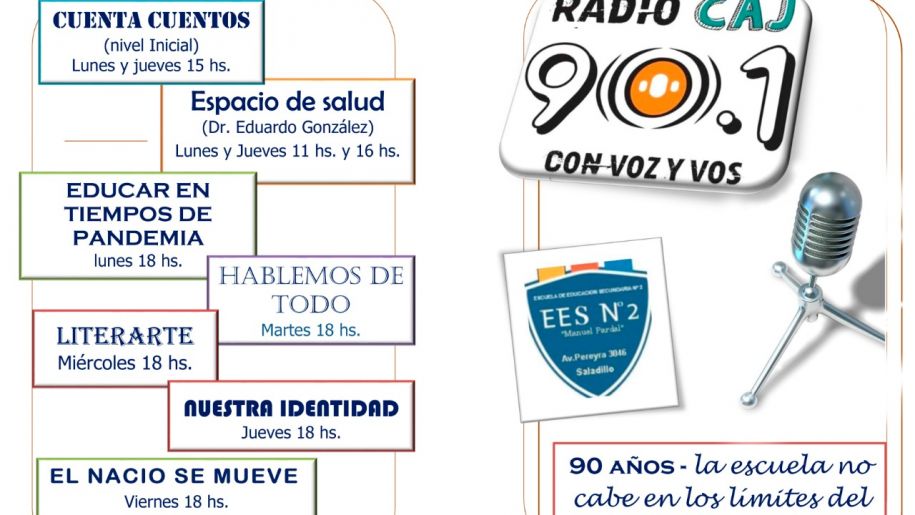 CUENTA CUENTOS
(nivel Inicial)
Lunes y jueves 15 hs.
Espacio de salud
(Dr. Eduardo González)
Lunes y Jueves 11 hs. y 16 hs.
EDUCAR EN
TIEMPOS DE
PANDEMIA
lunes 18 hs.
HABLEMOS DE
TODO
Martes 18 hs.
LITERARTE
Miércoles 18 hs.
NUESTRA IDENTIDAD
Jueves 18 hs.
EL NACIO SE MUEVE
Viernes 18 hs.
RADIO CAJ
90.1
CON VOZ Y VOS
ESCUELA DE EDUCACION SECUNDARIA Nº 2
EES Nº 2
"Manuel Pardal"
Av.Pereyra 3046
Saladillo
90 AÑOS - la escuela no
cabe en los límites del